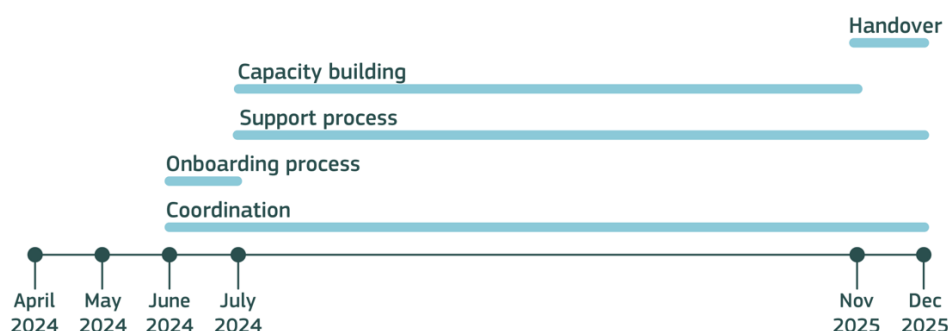 Handover
Capacity building
Support process
Onboarding process
Coordination
April May June July Nov Dec
2024 2024 2024 2024 2025 2025